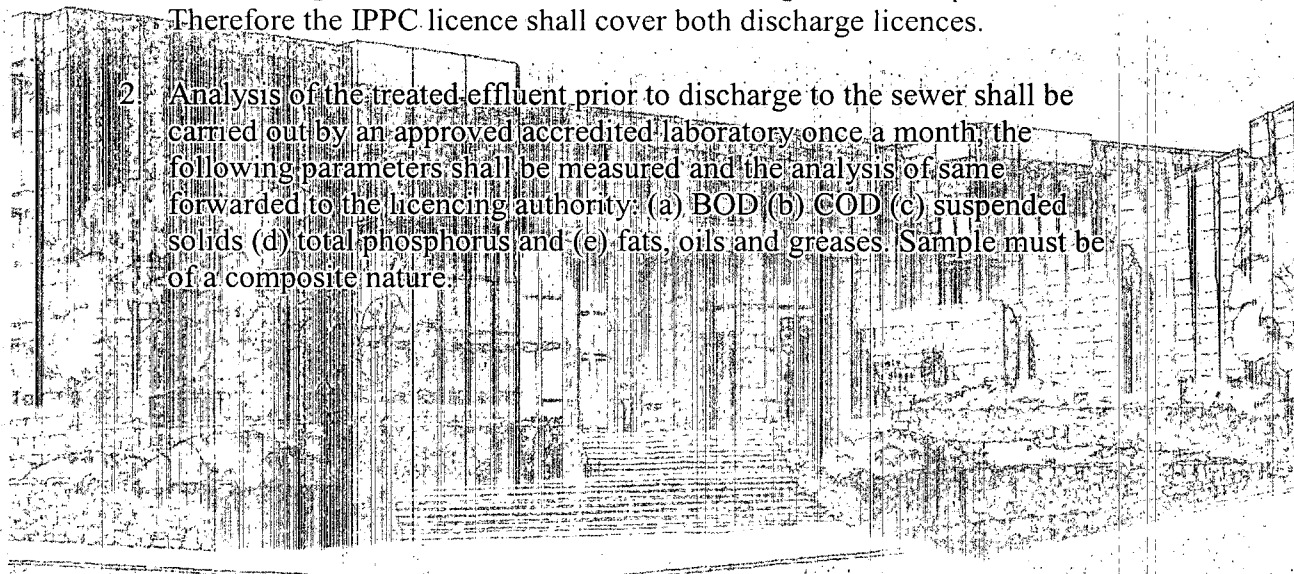 Therefore the IPPC licence shall cover both discharge licences.
2. Analysis of the treated effluent prior to discharge to the sewer shall be
carried out by an approved accredited laboratory once a month, the
following parameters shall be measured and the analysis of same
forwarded to the licencing authority: (a) BOD (b) COD (c) suspended
solids (d) total phosphorus and (e) fats, oils and greases. Sample must be
of a composite nature.